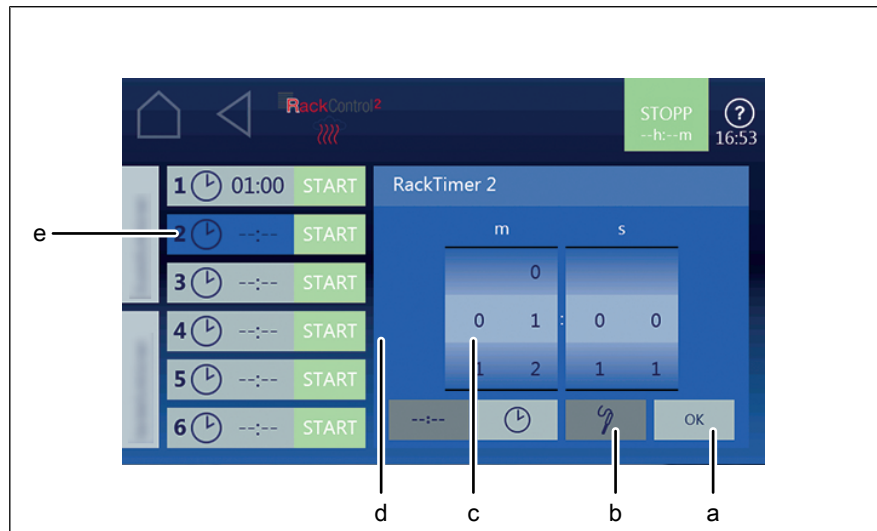 RackControl²
STOPP
--h:--m
?
16:53
1 01:00 START
2 --:-- START
3 --:-- START
4 --:-- START
5 --:-- START
6 --:-- START
RackTimer 2
m s
0
0 1 : 0 0
1 2 1 1
--:-- OK
e
d c b a